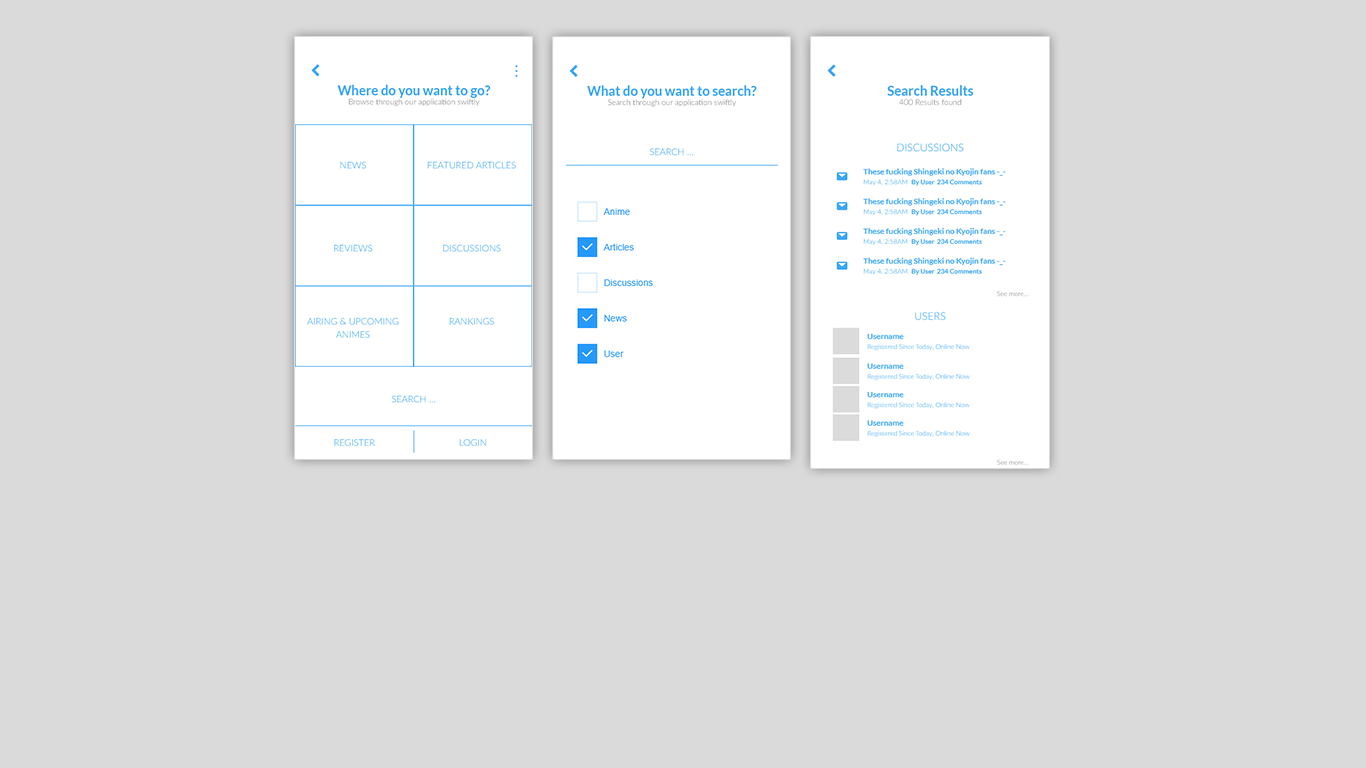 Where do you want to go?
Browse through our application swiftly
NEWS
FEATURED ARTICLES
REVIEWS
DISCUSSIONS
AIRING & UPCOMING
ANIMES
RANKINGS
SEARCH ...
REGISTER
LOGIN
What do you want to search?
Search through our application swiftly
SEARCH ...
Anime
Articles
Discussions
News
User
Search Results
400 Results found
DISCUSSIONS
These fucking Shingeki no Kyojin fans -_-
May 4, 2:58AM By User 234 Comments
These fucking Shingeki no Kyojin fans -_-
May 4, 2:58AM By User 234 Comments
These fucking Shingeki no Kyojin fans -_-
May 4, 2:58AM By User 234 Comments
These fucking Shingeki no Kyojin fans -_-
May 4, 2:58AM By User 234 Comments
See more...
USERS
Username
Registered Since Today, Online Now
Username
Registered Since Today, Online Now
Username
Registered Since Today, Online Now
Username
Registered Since Today, Online Now
See more...